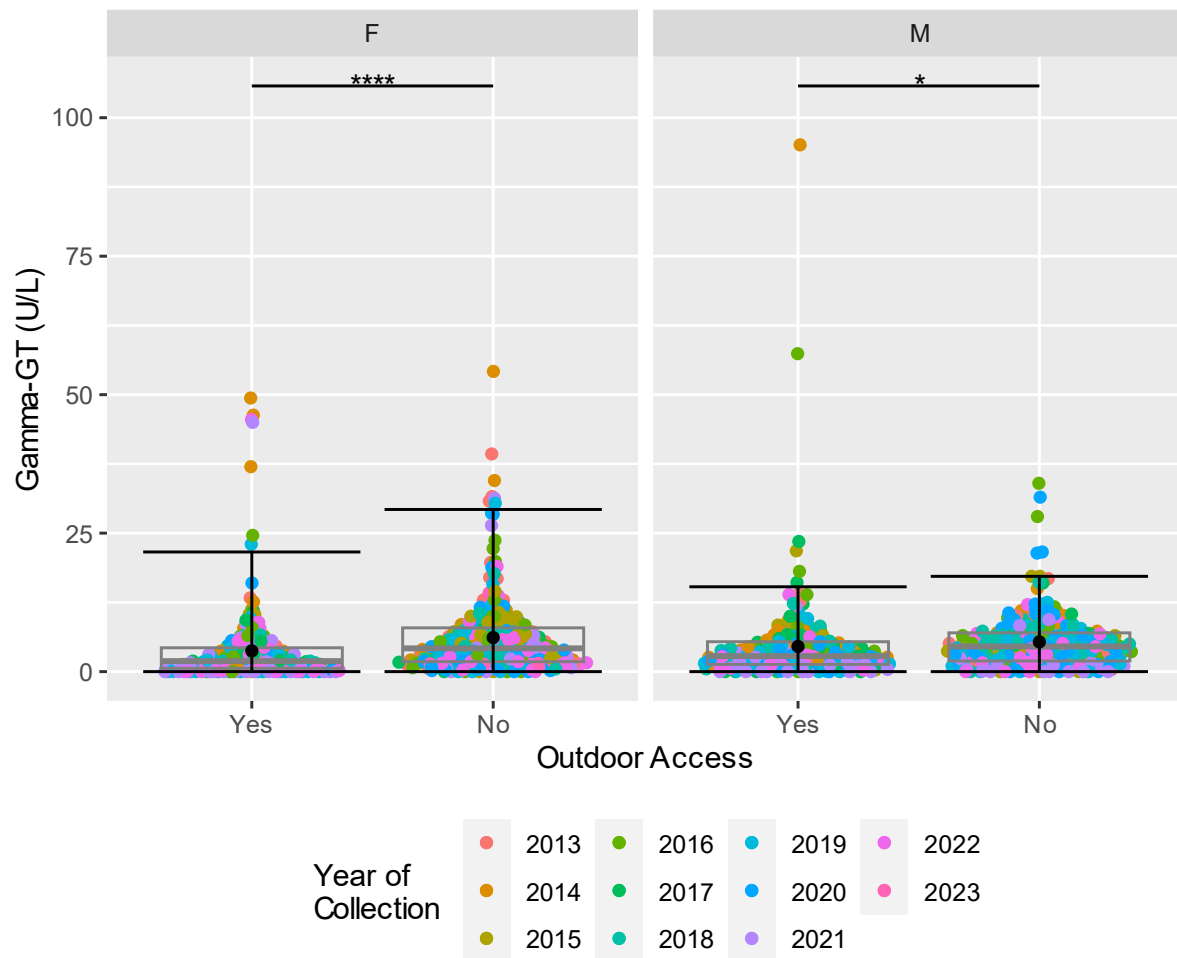 F
M
****
*
100
75
50
25
0
Gamma-GT (U/L)
Yes
No
Yes
No
Outdoor Access
Year of
Collection
2013
2016
2019
2022
2014
2017
2020
2023
2015
2018
2021